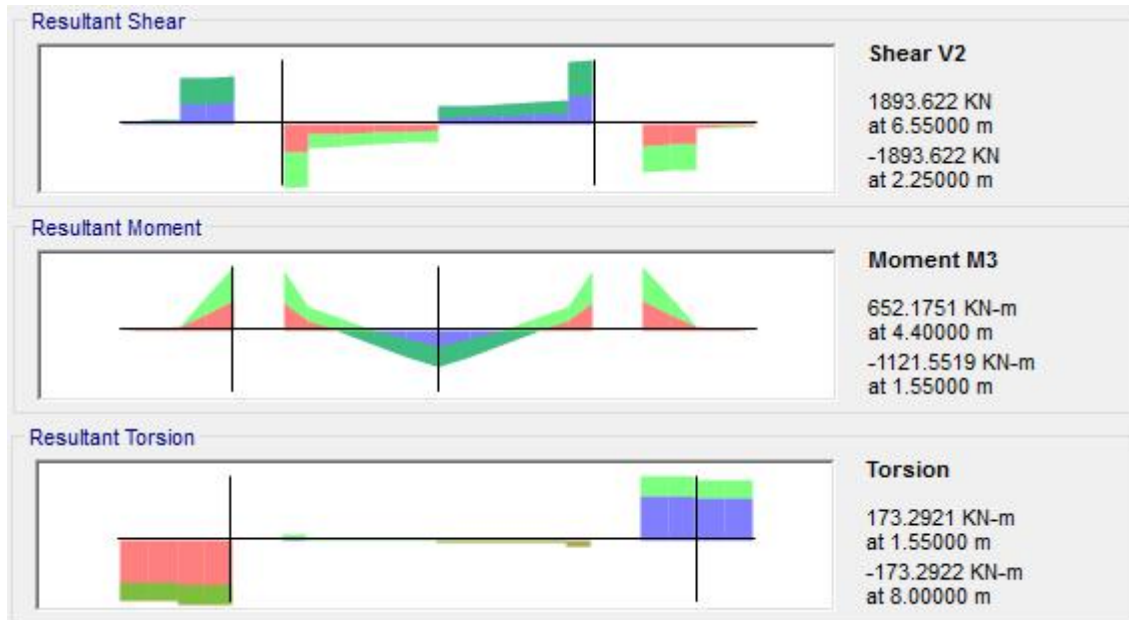 Resultant Shear
Shear V2
1893.622 KN
at 6.55000 m
-1893.622 KN
at 2.25000 m
Resultant Moment
Moment M3
652.1751 KN-m
at 4.40000 m
-1121.5519 KN-m
at 1.55000 m
Resultant Torsion
Torsion
173.2921 KN-m
at 1.55000 m
-173.2922 KN-m
at 8.00000 m